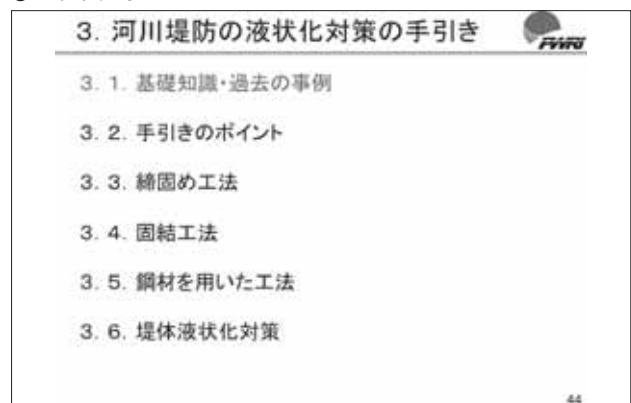 3. 河川堤防の液状化対策の手引き
PWRI
3. 1. 基礎知識・過去の事例
3. 2. 手引きのポイント
3. 3. 締固め工法
3. 4. 固結工法
3. 5. 鋼材を用いた工法
3. 6. 堤体液状化対策
44